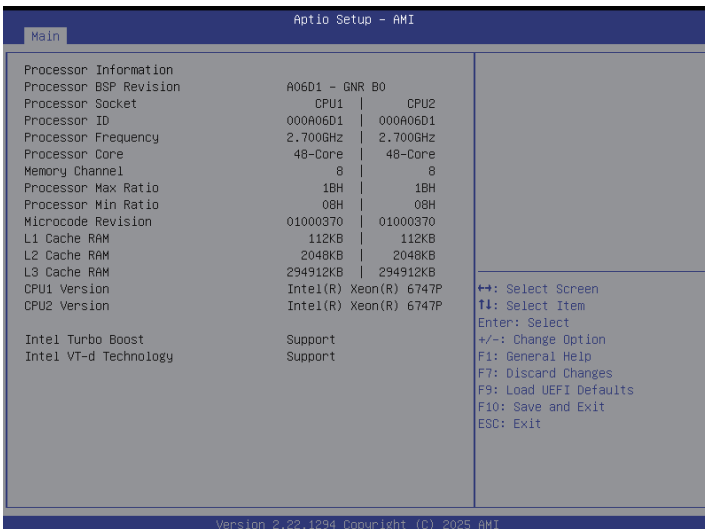 Aptio Setup – AMI
Main
Processor Information
Processor BSP Revision A06D1 - GNR B0
Processor Socket CPU1 | CPU2
Processor ID 000A06D1 | 000A06D1
Processor Frequency 2.700GHz | 2.700GHz
Processor Core 48-Core | 48-Core
Memory Channel 8 | 8
Processor Max Ratio 1BH | 1BH
Processor Min Ratio 08H | 08H
Microcode Revision 01000370 | 01000370
L1 Cache RAM 112KB | 112KB
L2 Cache RAM 2048KB | 2048KB
L3 Cache RAM 294912KB | 294912KB
CPU1 Version Intel(R) Xeon(R) 6747P
CPU2 Version Intel(R) Xeon(R) 6747P
Intel Turbo Boost Support
Intel VT-d Technology Support
↔: Select Screen
↑↓: Select Item
Enter: Select
+/-: Change Option
F1: General Help
F7: Discard Changes
F9: Load UEFI Defaults
F10: Save and Exit
ESC: Exit
Version 2.22.1294 Copyright (C) 2025 AMI